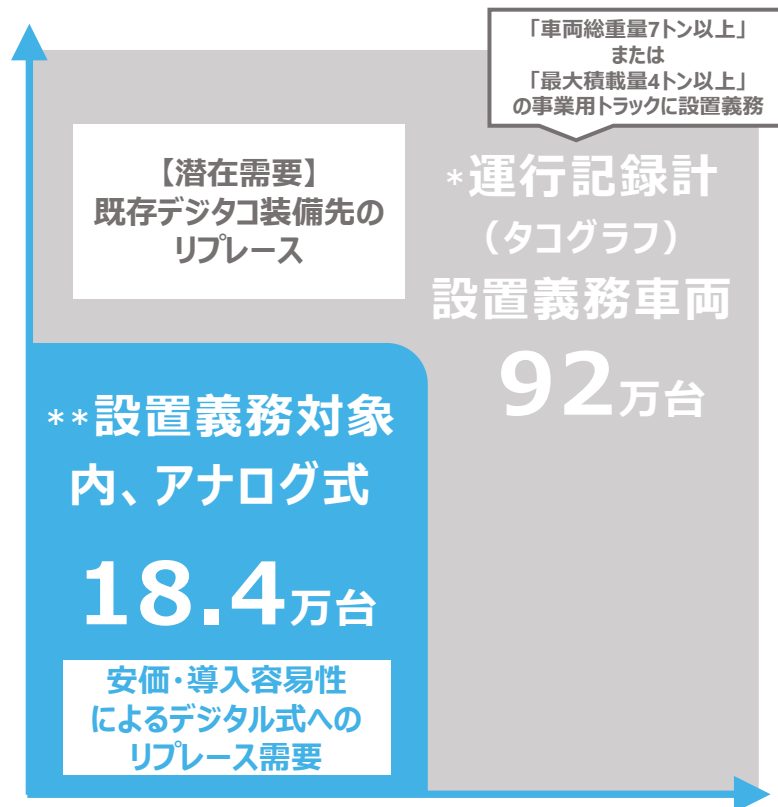 「車両総重量7トン以上」
または
「最大積載量4トン以上」
の事業用トラックに設置義務
【潜在需要】
既存デジタコ装備先の
リプレース
*運行記録計
（タコグラフ）
設置義務車両
92万台
**設置義務対象
内、アナログ式
18.4万台
安価・導入容易性
によるデジタル式への
リプレース需要